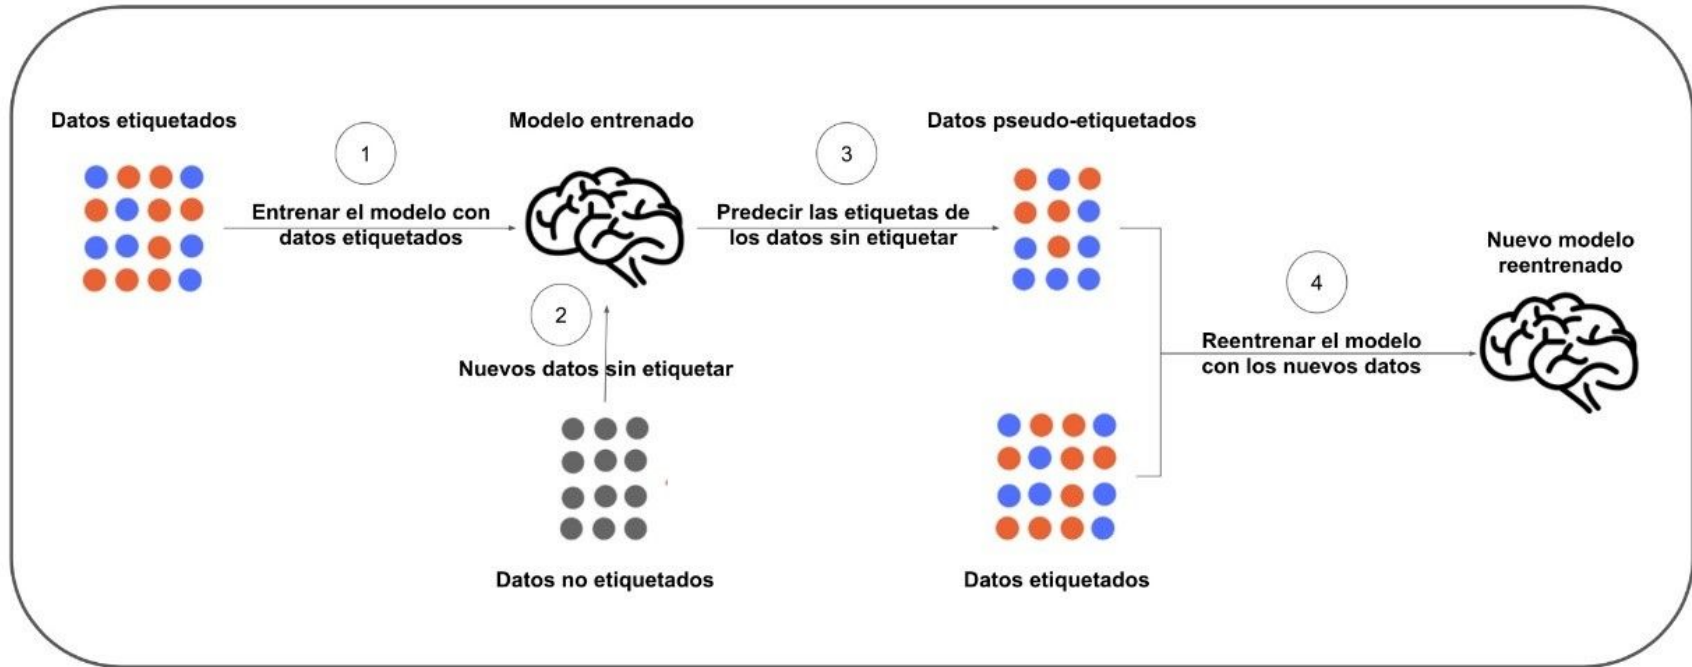 Datos etiquetados
1
Entrenar el modelo con
datos etiquetados
Modelo entrenado
2
Nuevos datos sin etiquetar
Datos no etiquetados
3
Predecir las etiquetas de
los datos sin etiquetar
Datos pseudo-etiquetados
Datos etiquetados
4
Reentrenar el modelo
con los nuevos datos
Nuevo modelo
reentrenado